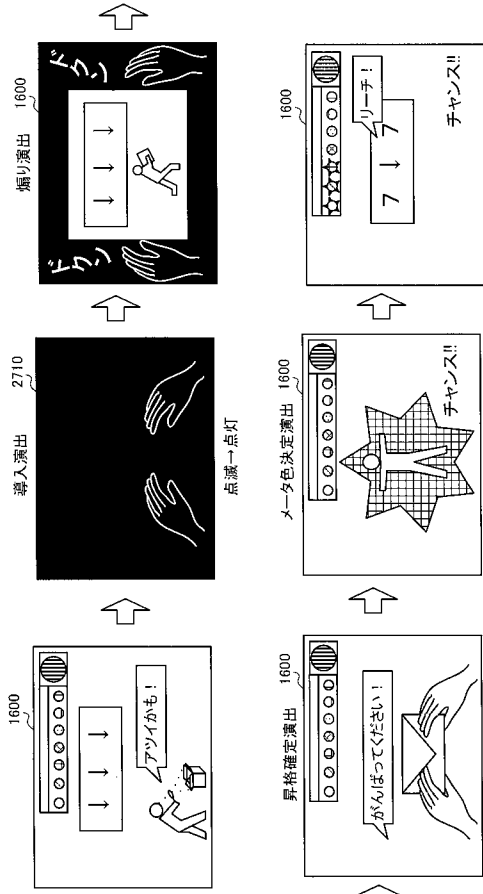 1600
アツイかも!
導入演出
2710
点滅→点灯
煽り演出
1600
ドクン
ドクン
昇格確定演出
1600
がんばってください!
メータ色決定演出
1600
チャンス!!
1600
リーチ!
7 ↓ 7
チャンス!!